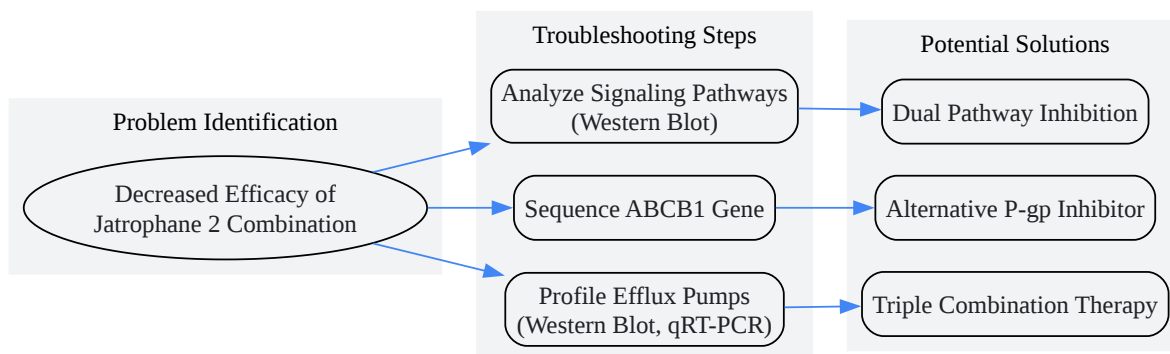 Problem Identification
Decreased Efficacy of
Jatrophane 2 Combination
Troubleshooting Steps
Analyze Signaling Pathways
(Western Blot)
Sequence ABCB1 Gene
Profile Efflux Pumps
(Western Blot, qRT-PCR)
Potential Solutions
Dual Pathway Inhibition
Alternative P-gp Inhibitor
Triple Combination Therapy